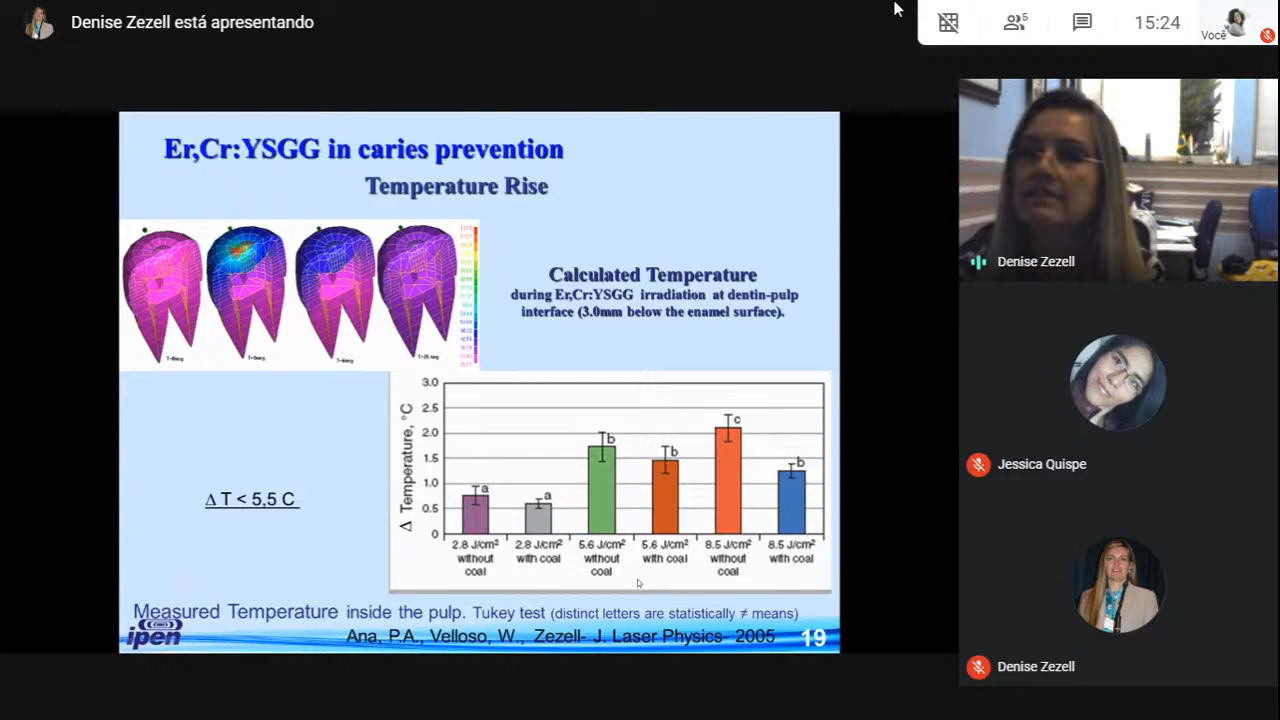 Denise Zezell está apresentando
5
15:24
Você
Er,Cr:YSGG in caries prevention
Temperature Rise
Calculated Temperature
during Er,Cr:YSGG irradiation at dentin-pulp
interface (3.0mm below the enamel surface).
Δ Temperature, °C
3.0
2.5
2.0
1.5
1.0
0.5
0
a
a
b
b
c
b
2.8 J/cm² without coal
2.8 J/cm² with coal
5.6 J/cm² without coal
5.6 J/cm² with coal
8.5 J/cm² without coal
8.5 J/cm² with coal
Δ T < 5,5 C
Measured Temperature inside the pulp. Tukey test (distinct letters are statistically ≠ means)
ipen
Ana, P.A., Velloso, W., Zezell- J. Laser Physics- 2005
19
Denise Zezell
Jessica Quispe
Denise Zezell